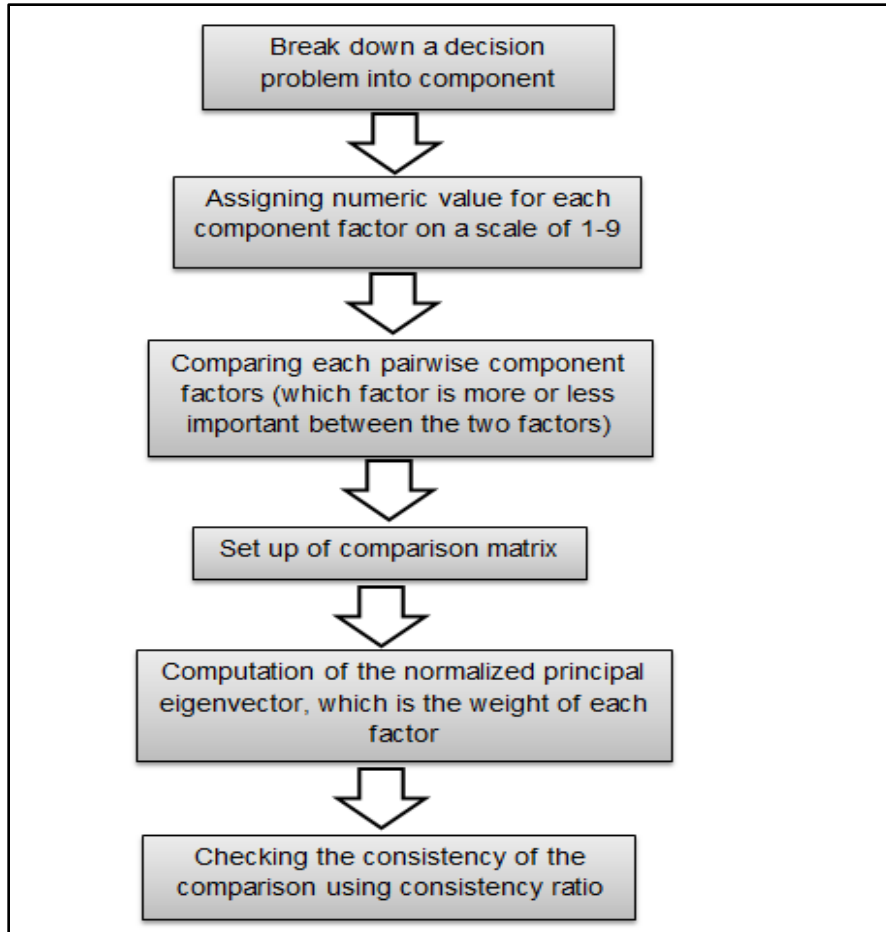 Break down a decision
problem into component
Assigning numeric value for each
component factor on a scale of 1-9
Comparing each pairwise component
factors (which factor is more or less
important between the two factors)
Set up of comparison matrix
Computation of the normalized principal
eigenvector, which is the weight of each
factor
Checking the consistency of the
comparison using consistency ratio